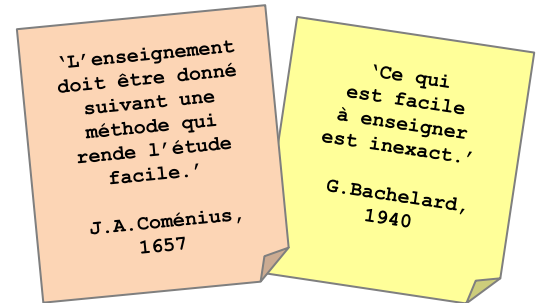 ‘L’enseignement
doit être donné
suivant une
méthode qui
rende l’étude
facile.’
J.A.Coménius,
1657
‘Ce qui
est facile
à enseigner
est inexact.’
G.Bachelard,
1940